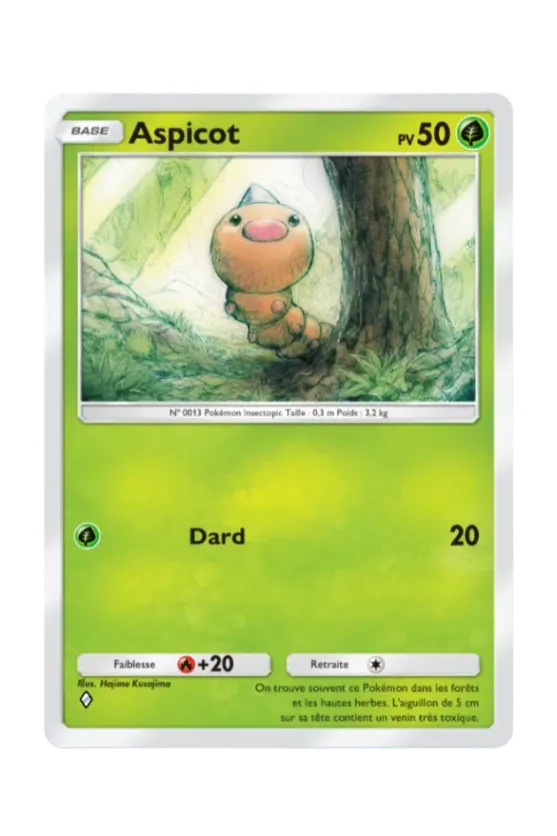 BASE Aspicot PV 50
N° 0013 Pokémon Insectopic Taille : 0,3 m Poids : 3,2 kg
Dard 20
Faiblesse +20 Retraite
Illus. Hajime Kusajima
On trouve souvent ce Pokémon dans les forêts
et les hautes herbes. L'aiguillon de 5 cm
sur sa tête contient un venin très toxique.